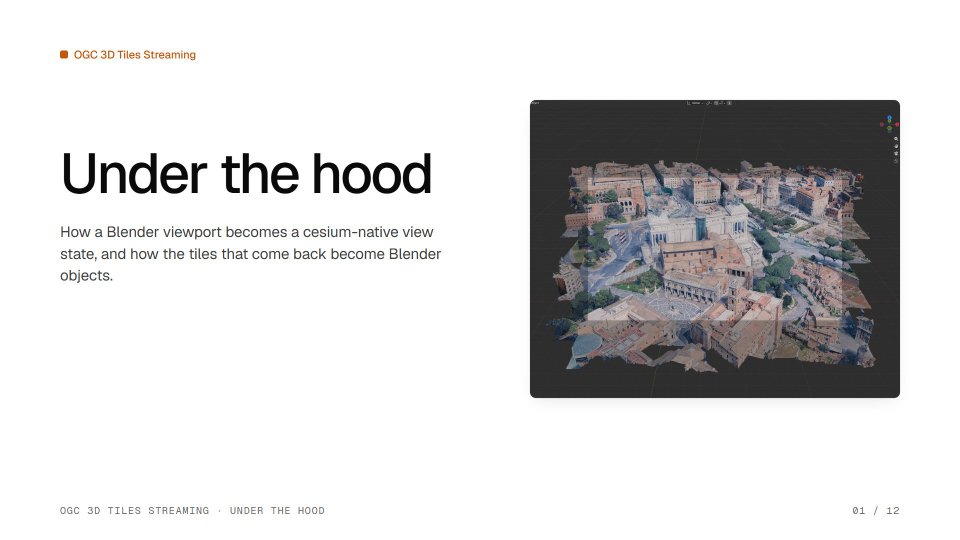 OGC 3D Tiles Streaming
Under the hood
How a Blender viewport becomes a cesium-native view
state, and how the tiles that come back become Blender
objects.
OGC 3D TILES STREAMING · UNDER THE HOOD
01 / 12